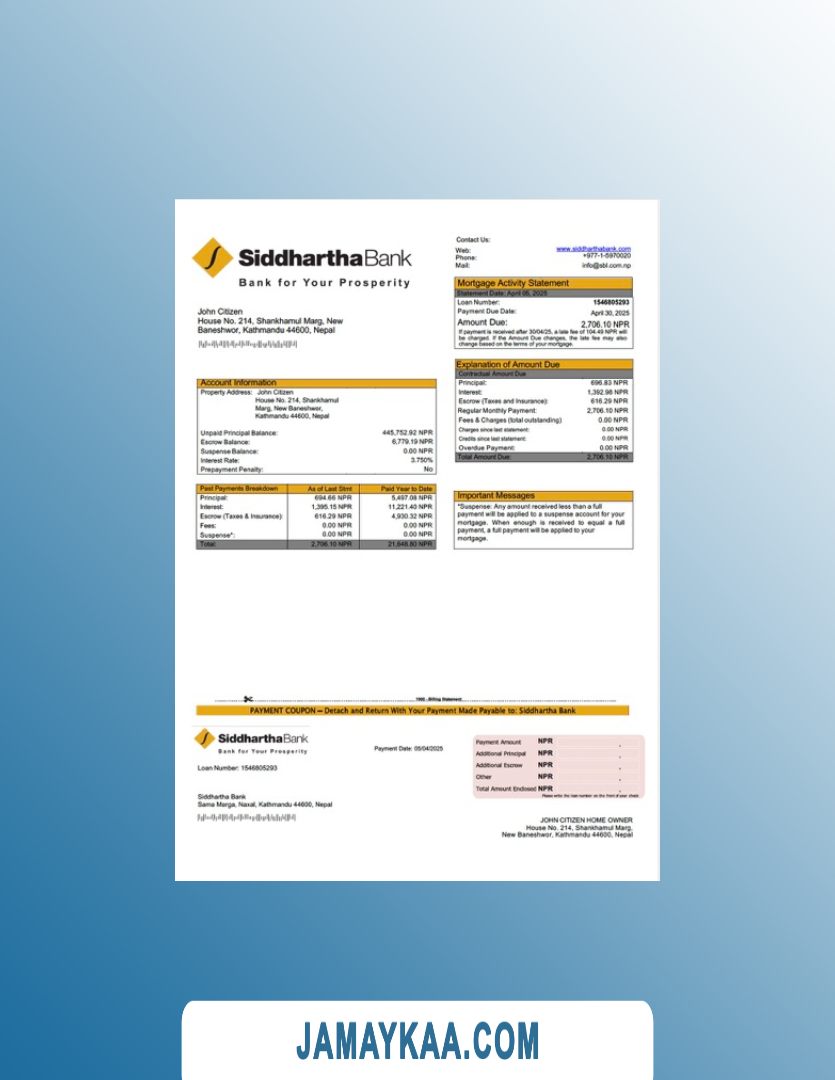 SiddharthaBank
Bank for Your Prosperity
Contact Us:
Web: www.siddharthabank.com
Phone: +977-1-5970020
Mail: info@sbl.com.np
Mortgage Activity Statement
Statement Date: April 05, 2025
Loan Number: 1546805293
Payment Due Date: April 30, 2025
Amount Due: 2,706.10 NPR
If payment is received after 30/04/25, a late fee of 104.49 NPR will
be charged. If the Amount Due changes, the late fee may also
change based on the terms of your mortgage.
John Citizen
House No. 214, Shankhamul Marg, New
Baneshwor, Kathmandu 44600, Nepal
Explanation of Amount Due
Contractual Amount Due
Principal: 696.83 NPR
Interest: 1,392.98 NPR
Escrow (Taxes and Insurance): 616.29 NPR
Regular Monthly Payment: 2,706.10 NPR
Fees & Charges (total outstanding) 0.00 NPR
Charges since last statement: 0.00 NPR
Credits since last statement: 0.00 NPR
Overdue Payment: 0.00 NPR
Total Amount Due: 2,706.10 NPR
Account Information
Property Address: John Citizen
House No. 214, Shankhamul
Marg, New Baneshwor,
Kathmandu 44600, Nepal
Unpaid Principal Balance: 445,752.92 NPR
Escrow Balance: 6,779.19 NPR
Suspense Balance: 0.00 NPR
Interest Rate: 3.750%
Prepayment Penalty: No
Past Payments Breakdown As of Last Stmt Paid Year to Date
Principal: 694.66 NPR 5,497.08 NPR
Interest: 1,395.15 NPR 11,221.40 NPR
Escrow (Taxes & Insurance): 616.29 NPR 4,930.32 NPR
Fees: 0.00 NPR 0.00 NPR
Suspense*: 0.00 NPR 0.00 NPR
Total: 2,706.10 NPR 21,648.80 NPR
Important Messages
*Suspense: Any amount received less than a full
payment will be applied to a suspense account for your
mortgage. When enough is received to equal a full
payment, a full payment will be applied to your
mortgage.
1900 - Billing Statement
PAYMENT COUPON — Detach and Return With Your Payment Made Payable to: Siddhartha Bank
SiddharthaBank
Bank for Your Prosperity
Payment Date: 05/04/2025
Loan Number: 1546805293
Payment Amount NPR
Additional Principal NPR
Additional Escrow NPR
Other NPR
Total Amount Enclosed NPR
Please write the loan number on the front of your check.
Siddhartha Bank
Sama Marga, Naxal, Kathmandu 44600, Nepal
JOHN CITIZEN HOME OWNER
House No. 214, Shankhamul Marg,
New Baneshwor, Kathmandu 44600, Nepal
JAMAYKAA.COM